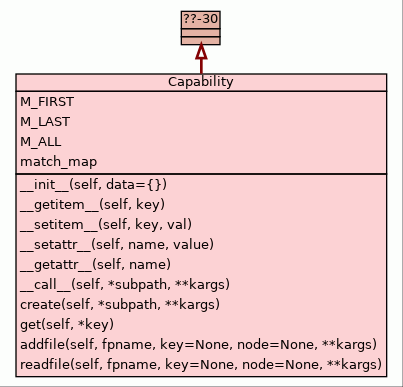 ??-30
Capability
M_FIRST
M_LAST
M_ALL
match_map
__init__(self, data={})
__getitem__(self, key)
__setitem__(self, key, val)
__setattr__(self, name, value)
__getattr__(self, name)
__call__(self, *subpath, **kargs)
create(self, *subpath, **kargs)
get(self, *key)
addfile(self, fpname, key=None, node=None, **kargs)
readfile(self, fpname, key=None, node=None, **kargs)